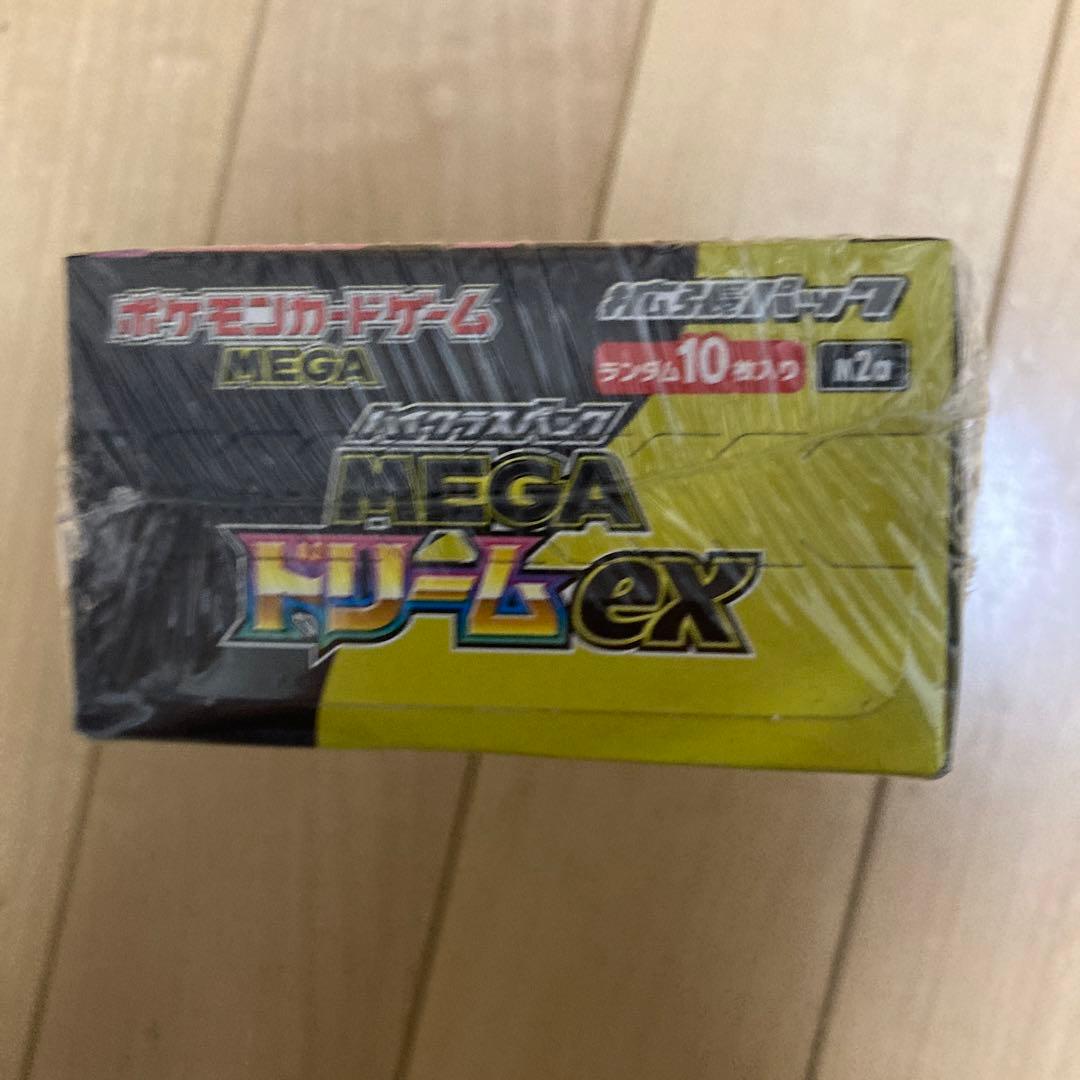 ポケモンカードゲーム
MEGA
拡張パック
ランダム10枚入り
M2a
ハイクラスパック
MEGA
ドリームex